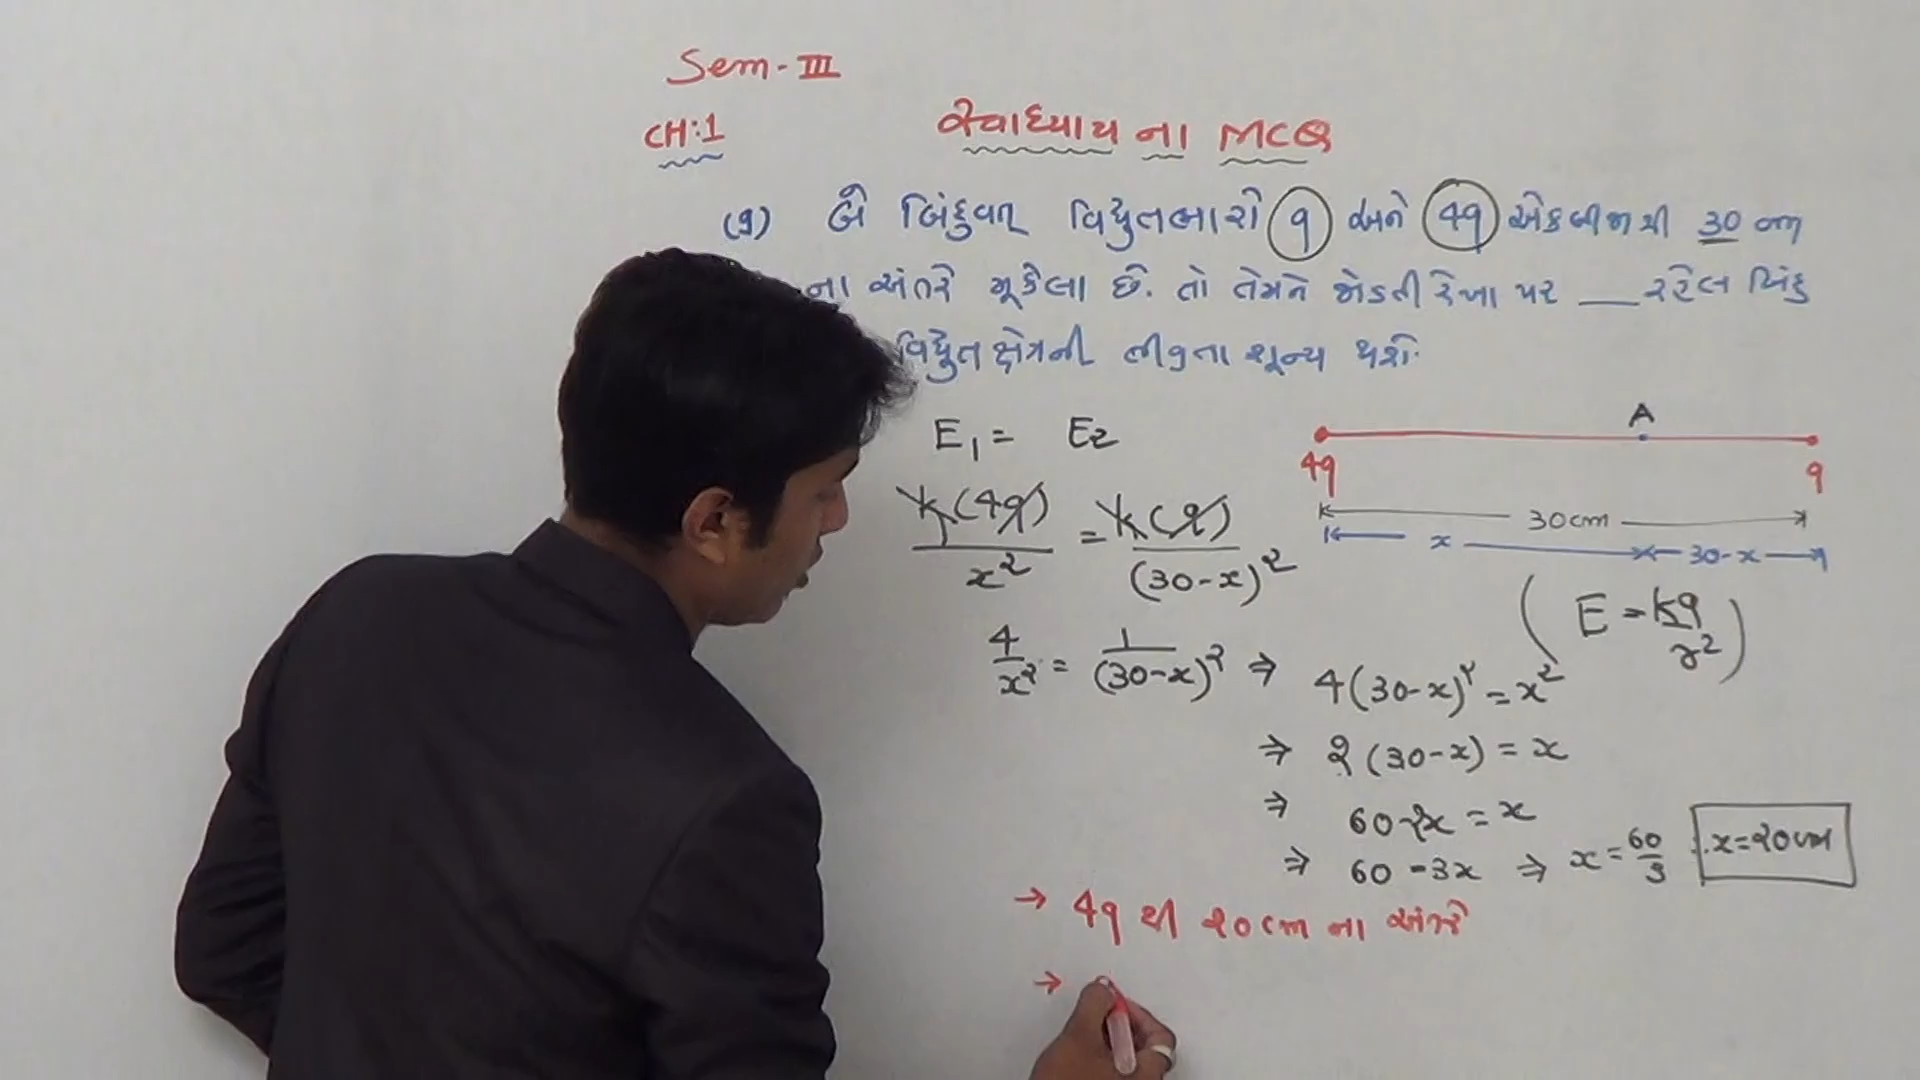 Sem-III
CH:1
સ્વાધ્યાય ના MCQ
(9) બે બિંદુવત્ વિદ્યુતભારો q અને 4q એકબીજાથી 30 cm
ના અંતરે મૂકેલા છે. તો તેમને જોડતી રેખા પર ___ રહેલ બિંદુ
વિદ્યુત ક્ષેત્રની તીવ્રતા શૂન્ય થશે.
A
4q q
30cm
x 30-x
E₁ = E₂
k(4q)/x² = k(q)/(30-x)²
(E = kq/r²)
4/x² = 1/(30-x)² ⇒ 4(30-x)² = x²
⇒ 2(30-x) = x
⇒ 60-2x = x
⇒ 60 = 3x ⇒ x = 60/3 ∴ x = 20cm
→ 4q થી 20cm ના અંતરે
→